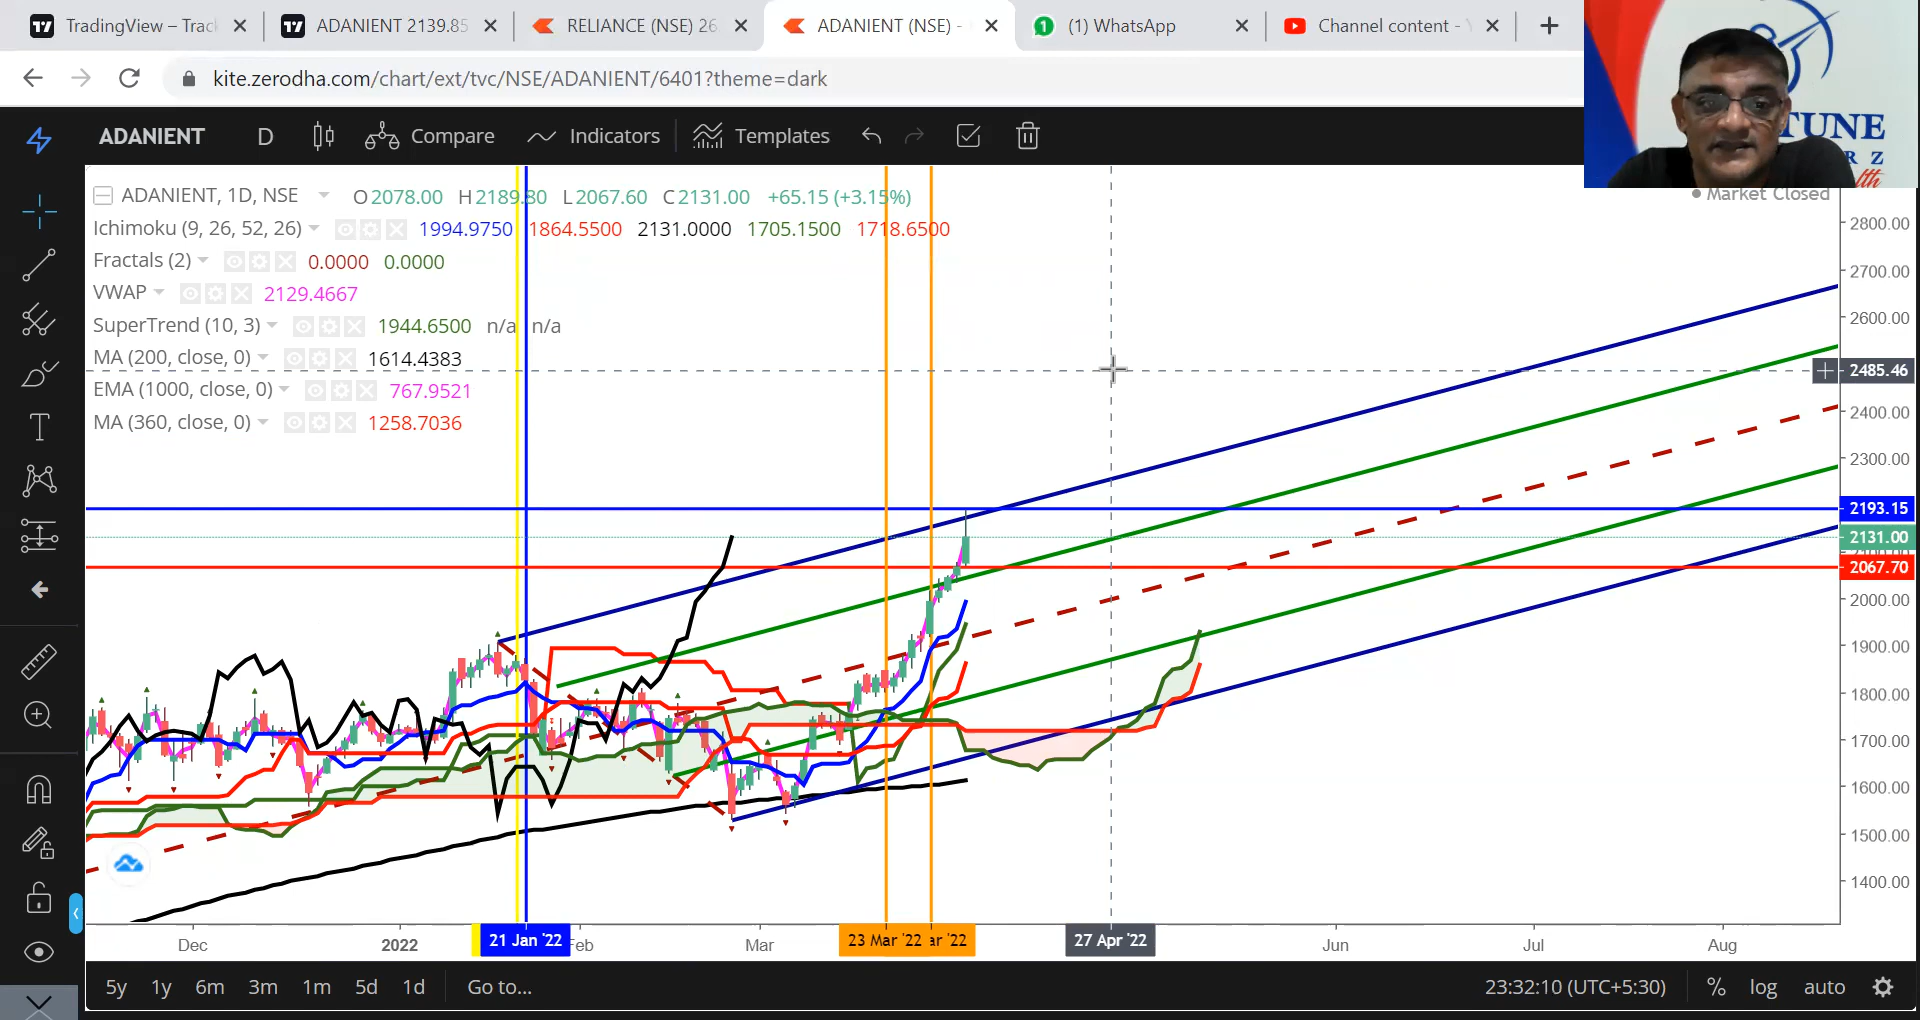 TradingView – Trac
ADANIENT 2139.85
RELIANCE (NSE) 26
ADANIENT (NSE) -
(1) WhatsApp
Channel content -
kite.zerodha.com/chart/ext/tvc/NSE/ADANIENT/6401?theme=dark
TUNE
R Z
lth
ADANIENT D Compare Indicators Templates
ADANIENT, 1D, NSE O2078.00 H2189.80 L2067.60 C2131.00 +65.15 (+3.15%)
Market Closed
Ichimoku (9, 26, 52, 26) 1994.9750 1864.5500 2131.0000 1705.1500 1718.6500
Fractals (2) 0.0000 0.0000
VWAP 2129.4667
SuperTrend (10, 3) 1944.6500 n/a n/a
MA (200, close, 0) 1614.4383
EMA (1000, close, 0) 767.9521
MA (360, close, 0) 1258.7036
2800.00
2700.00
2600.00
2485.46
2400.00
2300.00
2193.15
2131.00
2067.70
2000.00
1900.00
1800.00
1700.00
1600.00
1500.00
1400.00
Dec 2022 21 Jan '22 Feb Mar 23 Mar '22 ar '22 27 Apr '22 Jun Jul Aug
5y 1y 6m 3m 1m 5d 1d Go to... 23:32:10 (UTC+5:30) % log auto